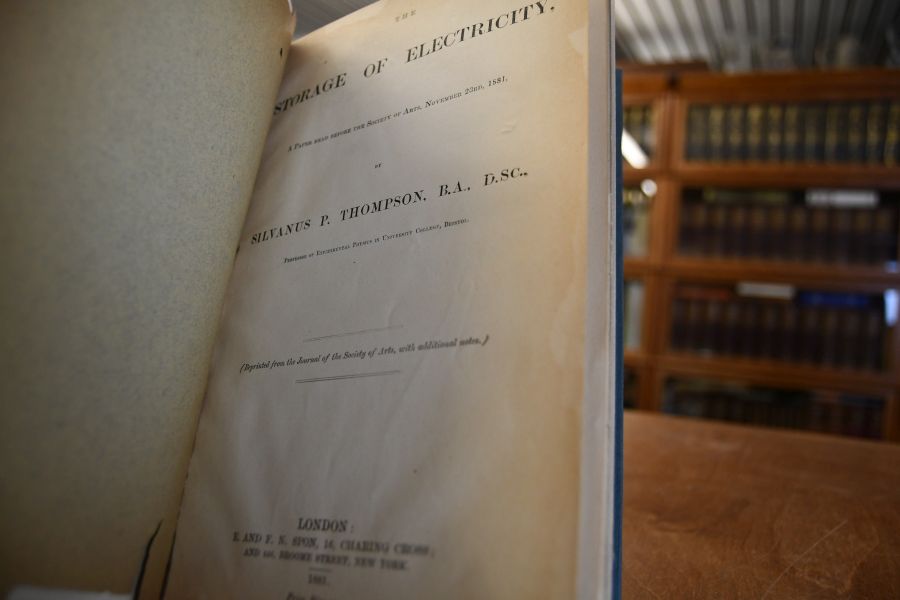 THE
STORAGE OF ELECTRICITY.
A PAPER READ BEFORE THE SOCIETY OF ARTS, NOVEMBER 23RD, 1881,
BY
SILVANUS P. THOMPSON, B.A., D.SC.,
PROFESSOR OF EXPERIMENTAL PHYSICS IN UNIVERSITY COLLEGE, BRISTOL.
(Reprinted from the Journal of the Society of Arts, with additional notes.)
LONDON:
E. AND F. N. SPON, 16, CHARING CROSS;
AND 446, BROOME STREET, NEW YORK.
1881.